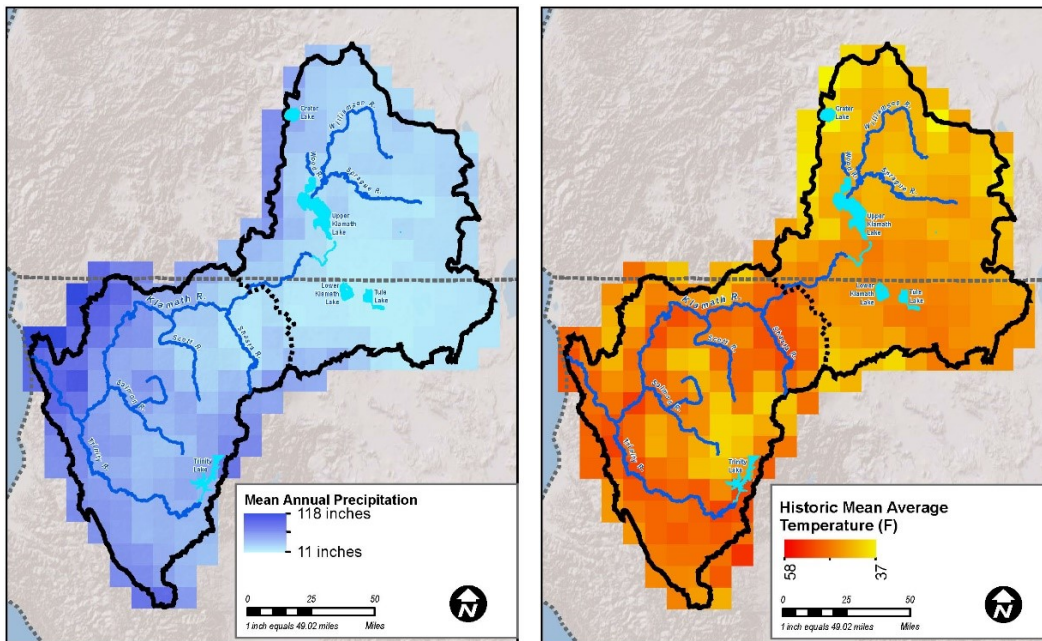 Crater
Lake
Williamson R.
Wood R.
Sprague R.
Upper
Klamath
Lake
Lower
Klamath
Lake
Tule
Lake
Klamath R.
Scott R.
Shasta R.
Salmon R.
Trinity R.
Trinity
Lake
Mean Annual Precipitation
118 inches
11 inches
0 25 50
1 inch equals 49.02 miles Miles
N
Crater
Lake
Williamson R.
Wood R.
Sprague R.
Upper
Klamath
Lake
Lower
Klamath
Lake
Tule
Lake
Klamath R.
Scott R.
Shasta R.
Salmon R.
Trinity R.
Trinity
Lake
Historic Mean Average
Temperature (F)
58
37
0 25 50
1 inch equals 49.02 miles Miles
N